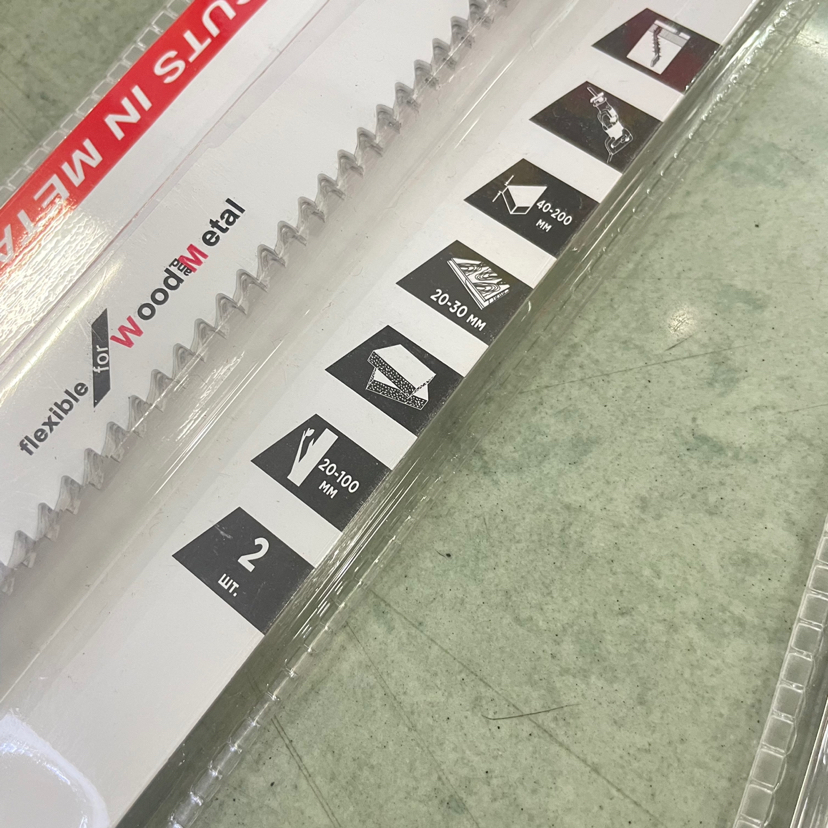 CUTS IN META
flexible for Wood and Metal
40-200
мм
20-30 мм
20-100
мм
2
шт.